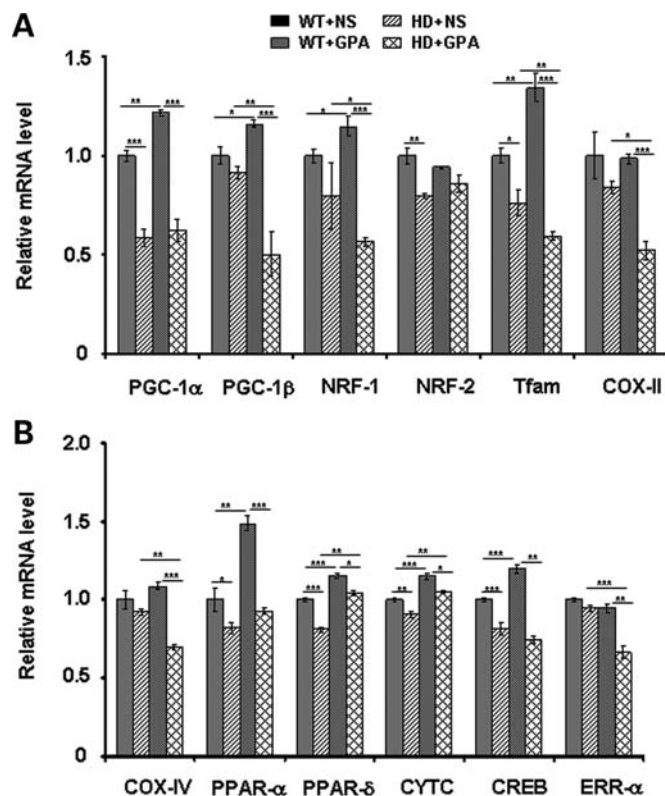 A
WT+NS HD+NS
WT+GPA HD+GPA
Relative mRNA level
1.5
1.0
0.5
0
** *** ***
** * ***
* * ***
**
** ** * ***
* ***
PGC-1α PGC-1β NRF-1 NRF-2 Tfam COX-II
B
Relative mRNA level
2.0
1.5
1.0
0.5
0
** ***
** *** *
** *** * ***
** *** * **
*** ** ***
*** **
COX-IV PPAR-α PPAR-δ CYTC CREB ERR-α